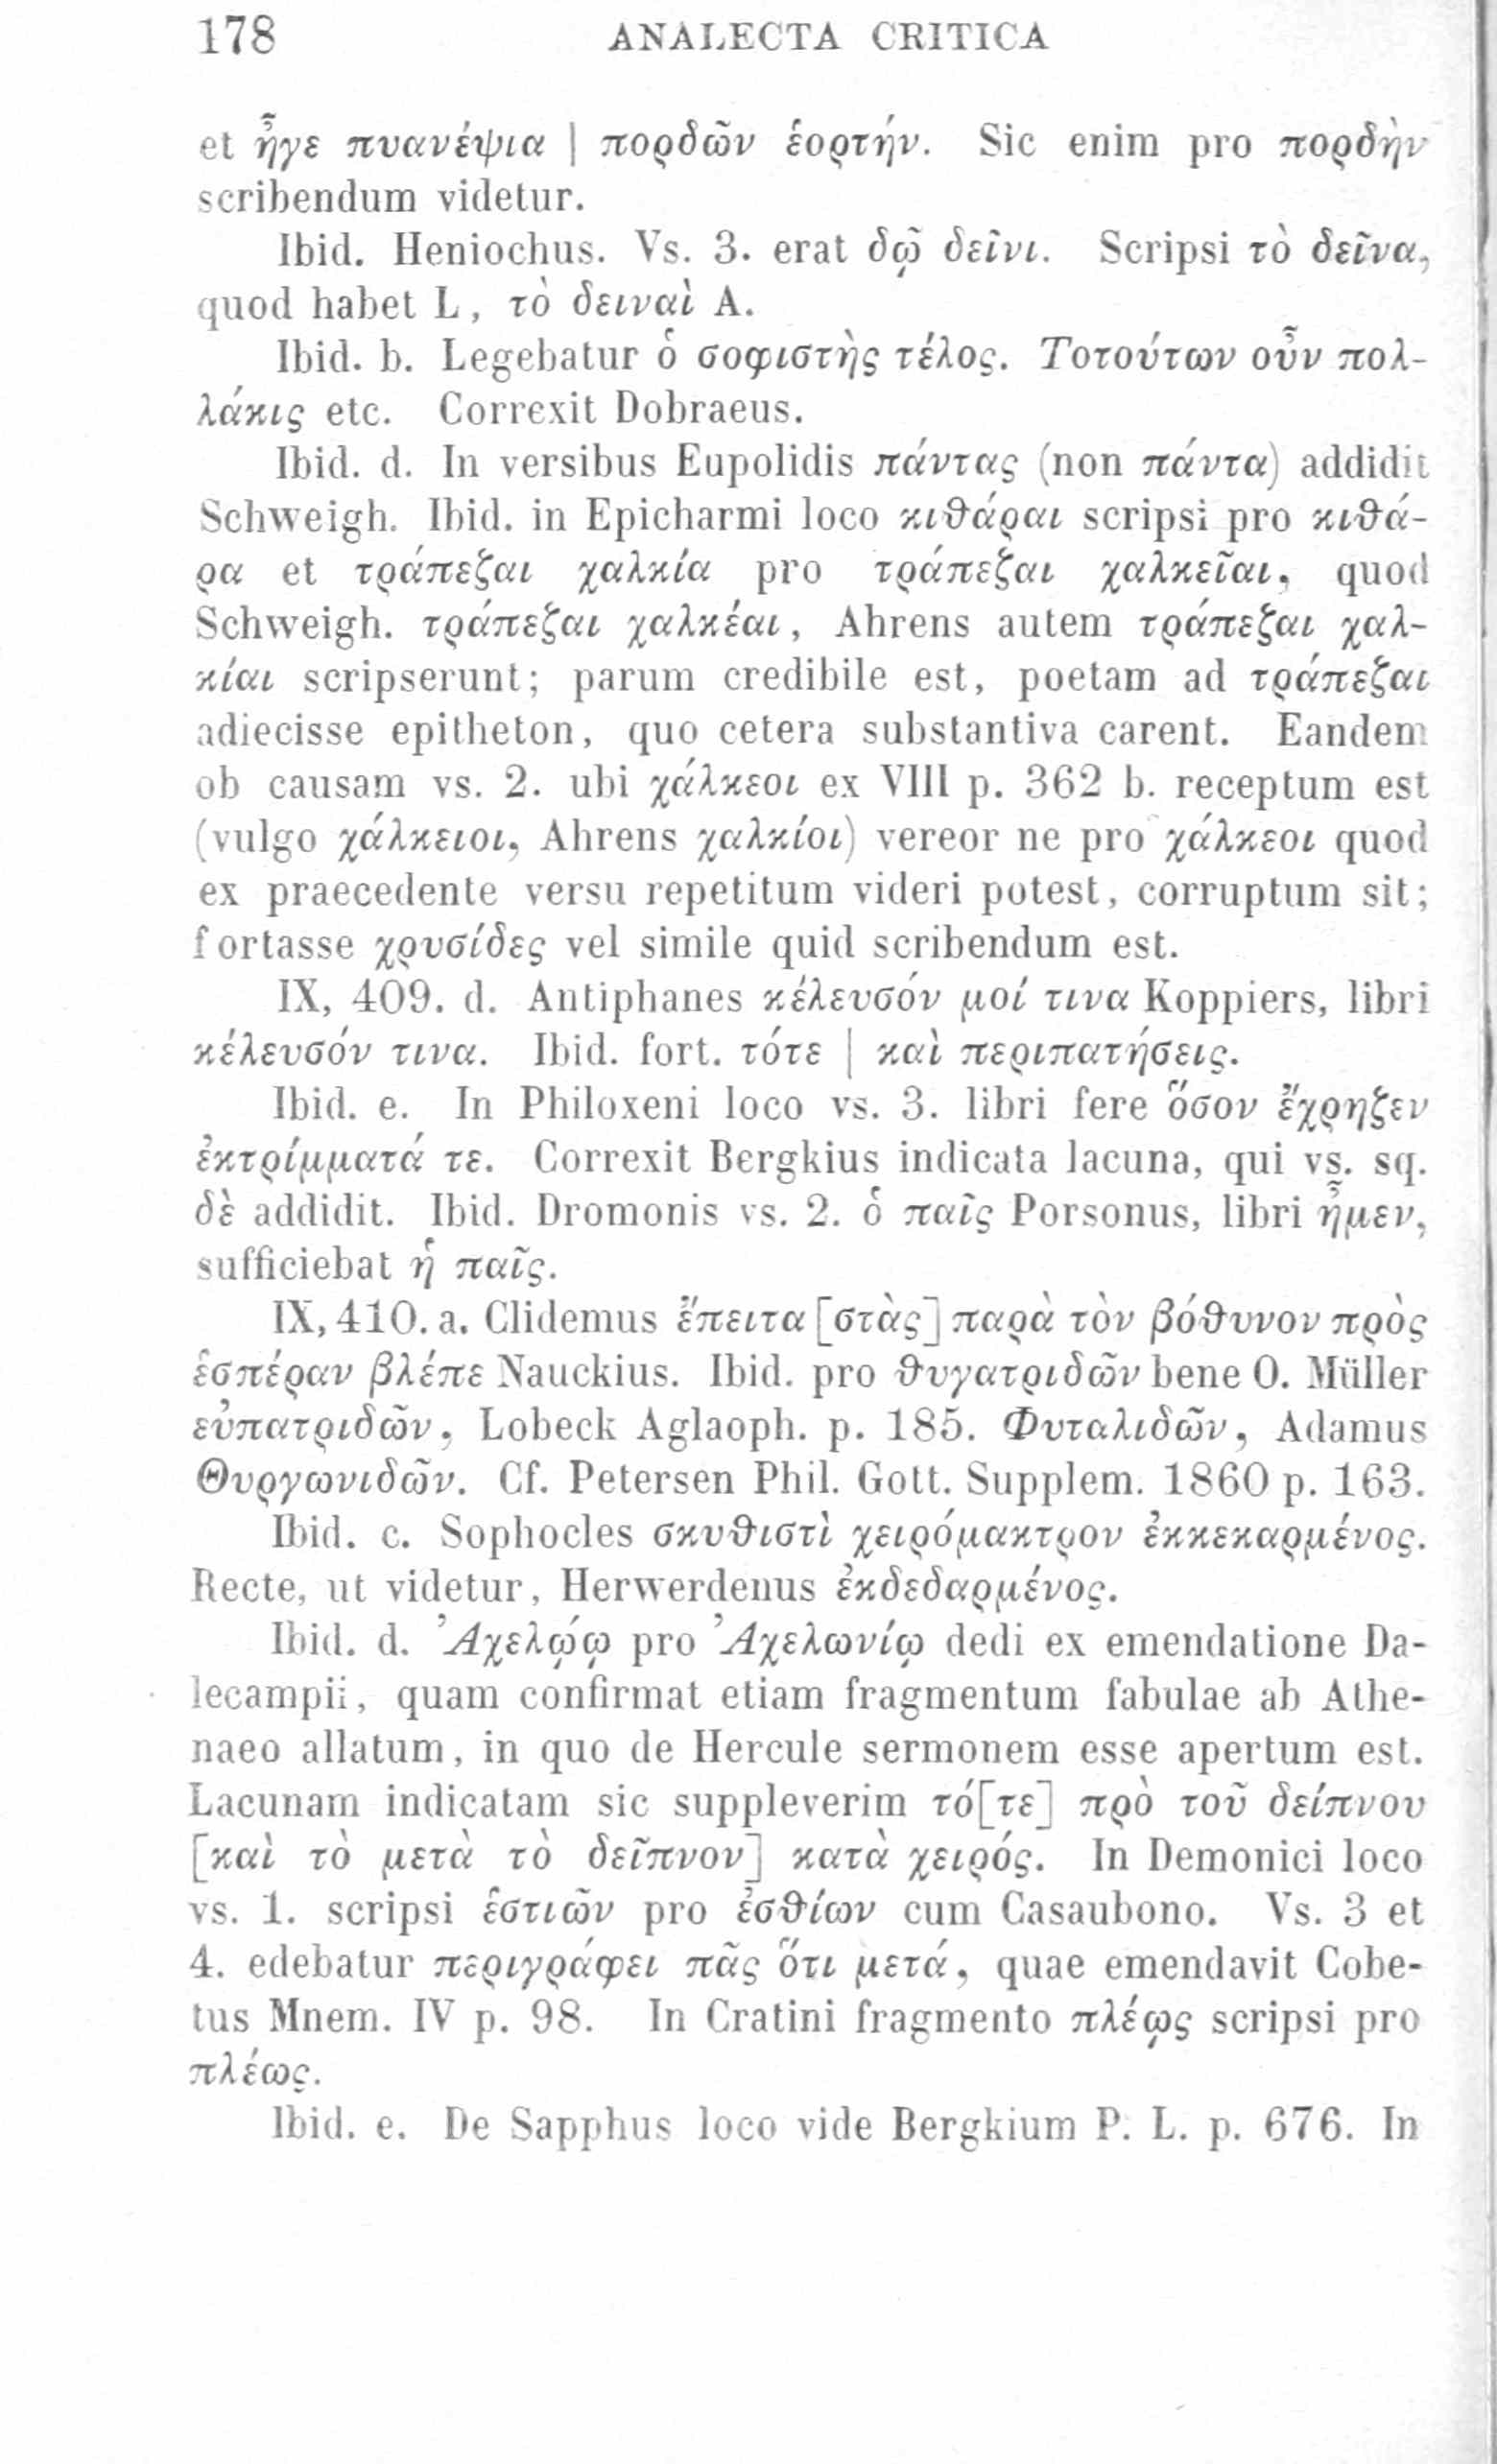 178 ANALECTA CRITICA
et ἦγε πυανέψια | πορδῶν ἑορτήν. Sic enim pro πορδὴν
scribendum videtur.
Ibid. Heniochus. Vs. 3. erat δῷ δεῖνι. Scripsi τὸ δεῖνα,
quod habet L, τὸ δειναὶ A.
Ibid. b. Legebatur ὁ σοφιστὴς τέλος. Τοτούτων οὖν πολ-
λάκις etc. Correxit Dobraeus.
Ibid. d. In versibus Eupolidis πάντας (non πάντα) addidit
Schweigh. Ibid. in Epicharmi loco κιθάραι scripsi pro κιθά-
ρα et τράπεζαι χαλκία pro τράπεζαι χαλκεῖαι, quod
Schweigh. τράπεζαι χαλκέαι, Ahrens autem τράπεζαι χαλ-
κίαι scripserunt; parum credibile est, poetam ad τράπεζαι
adiecisse epitheton, quo cetera substantiva carent. Eandem
ob causam vs. 2. ubi χάλκεοι ex VIII p. 362 b. receptum est
(vulgo χάλκειοι, Ahrens χαλκίοι) vereor ne pro χάλκεοι quod
ex praecedente versu repetitum videri potest, corruptum sit;
fortasse χρυσίδες vel simile quid scribendum est.
IX, 409. d. Antiphanes κέλευσόν μοί τινα Koppiers, libri
κέλευσόν τινα. Ibid. fort. τότε | καὶ περιπατήσεις.
Ibid. e. In Philoxeni loco vs. 3. libri fere ὅσον ἔχρηζεν
ἐκτρίμματά τε. Correxit Bergkius indicata lacuna, qui vs. sq.
δὲ addidit. Ibid. Dromonis vs. 2. ὁ παῖς Porsonus, libri ἦμεν,
sufficiebat ἡ παῖς.
IX, 410. a. Clidemus ἔπειτα [στὰς] παρὰ τὸν βόθυνον πρὸς
ἑσπέραν βλέπε Nauckius. Ibid. pro θυγατριδῶν bene O. Müller
εὐπατριδῶν, Lobeck Aglaoph. p. 185. Φυταλιδῶν, Adamus
Θυργωνιδῶν. Cf. Petersen Phil. Gott. Supplem. 1860 p. 163.
Ibid. c. Sophocles σκυθιστὶ χειρόμακτρον ἐκκεκαρμένος.
Recte, ut videtur, Herwerdenus ἐκδεδαρμένος.
Ibid. d. Ἀχελῴῳ pro Ἀχελωνίῳ dedi ex emendatione Da-
lecampii, quam confirmat etiam fragmentum fabulae ab Athe-
naeo allatum, in quo de Hercule sermonem esse apertum est.
Lacunam indicatam sic suppleverim τό[τε] πρὸ τοῦ δείπνου
[καὶ τὸ μετὰ τὸ δεῖπνον] κατὰ χειρός. In Demonici loco
vs. 1. scripsi ἑστιῶν pro ἐσθίων cum Casaubono. Vs. 3 et
4. edebatur περιγράφει πᾶς ὅτι μετά, quae emendavit Cobe-
tus Mnem. IV p. 98. In Cratini fragmento πλέῳς scripsi pro
πλέως.
Ibid. e. De Sapphus loco vide Bergkium P. L. p. 676. In